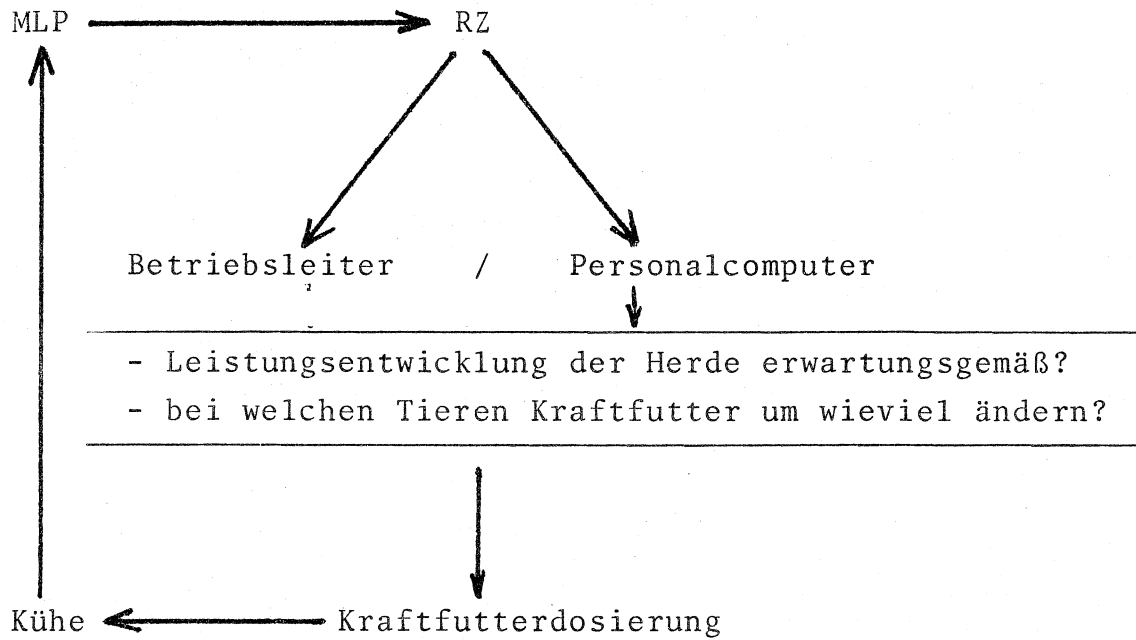 MLP RZ
Betriebsleiter / Personalcomputer
- Leistungsentwicklung der Herde erwartungsgemäß?
- bei welchen Tieren Kraftfutter um wieviel ändern?
Kühe Kraftfutterdosierung